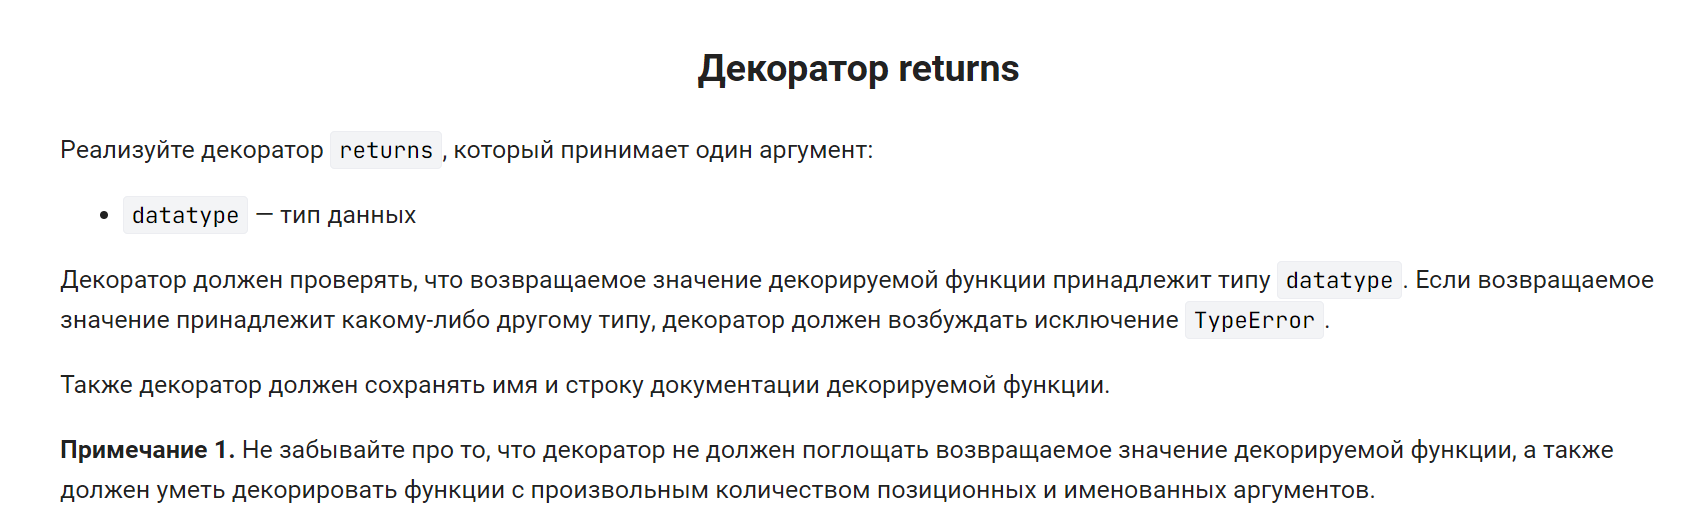 Декоратор returns
Реализуйте декоратор returns, который принимает один аргумент:
• datatype — тип данных
Декоратор должен проверять, что возвращаемое значение декорируемой функции принадлежит типу datatype. Если возвращаемое
значение принадлежит какому-либо другому типу, декоратор должен возбуждать исключение TypeError.
Также декоратор должен сохранять имя и строку документации декорируемой функции.
Примечание 1. Не забывайте про то, что декоратор не должен поглощать возвращаемое значение декорируемой функции, а также
должен уметь декорировать функции с произвольным количеством позиционных и именованных аргументов.